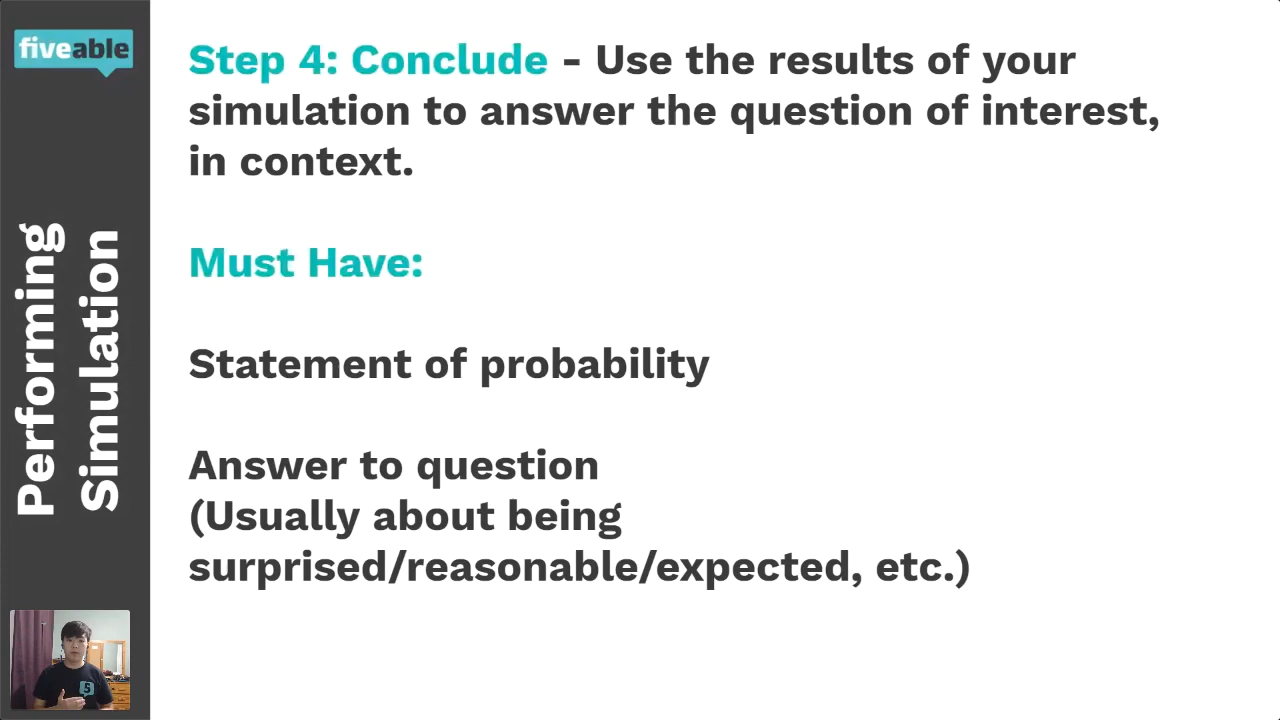 fiveable
Performing
Simulation
Step 4: Conclude - Use the results of your
simulation to answer the question of interest,
in context.
Must Have:
Statement of probability
Answer to question
(Usually about being
surprised/reasonable/expected, etc.)
5